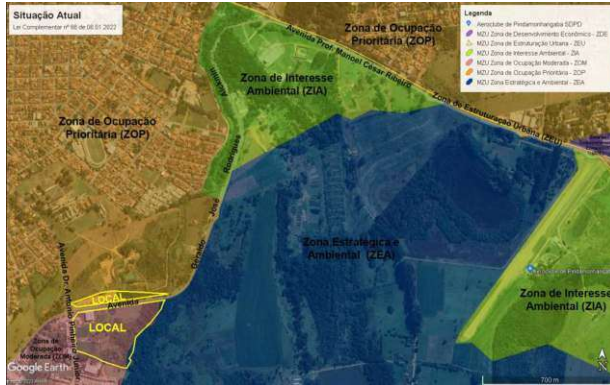 Situação Atual
Lei Complementar nº 66 de 06.01.2022
Legenda
Aeroclube de Pindamonhangaba SDPD
MZU Zona de Desenvolvimento Econômico - ZDE
MZU Zona de Estruturação Urbana - ZEU
MZU Zona de Interesse Ambiental - ZIA
MZU Zona de Ocupação Moderada - ZOM
MZU Zona de Ocupação Prioritária - ZOP
MZU Zona Estratégica e Ambiental - ZEA
Zona de Ocupação
Prioritária (ZOP)
Avenida Prof. Manoel César Ribeiro
Zona de Interesse
Ambiental (ZIA)
Zona de Estruturação Urbana (ZEU)
Zona de Ocupação
Prioritária (ZOP)
Avenida Geraldo José Rodrigues
Zona Estratégica e
Ambiental (ZEA)
Aeroclube de Pindamonhanga
Zona de Interesse
Ambiental (ZIA)
LOCAL
Avenida
LOCAL
Zona de
Ocupação
Moderada (ZOM)
Google Earth
700 m